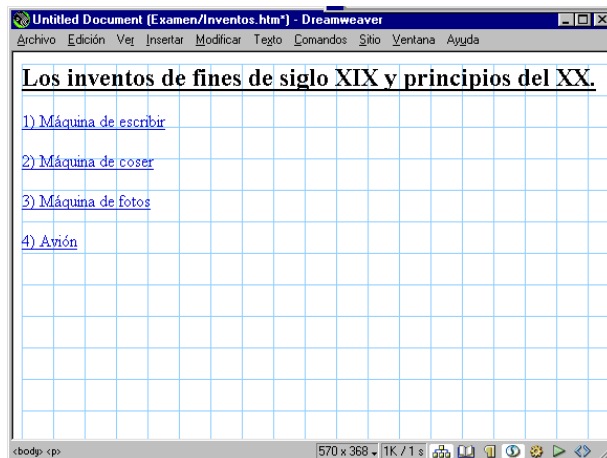 Untitled Document (Examen/Inventos.htm*) - Dreamweaver
Archivo Edición Ver Insertar Modificar Texto Comandos Sitio Ventana Ayuda
Los inventos de fines de siglo XIX y principios del XX.
1) Máquina de escribir
2) Máquina de coser
3) Máquina de fotos
4) Avión
<body> <p> 570 x 368 1K / 1 s